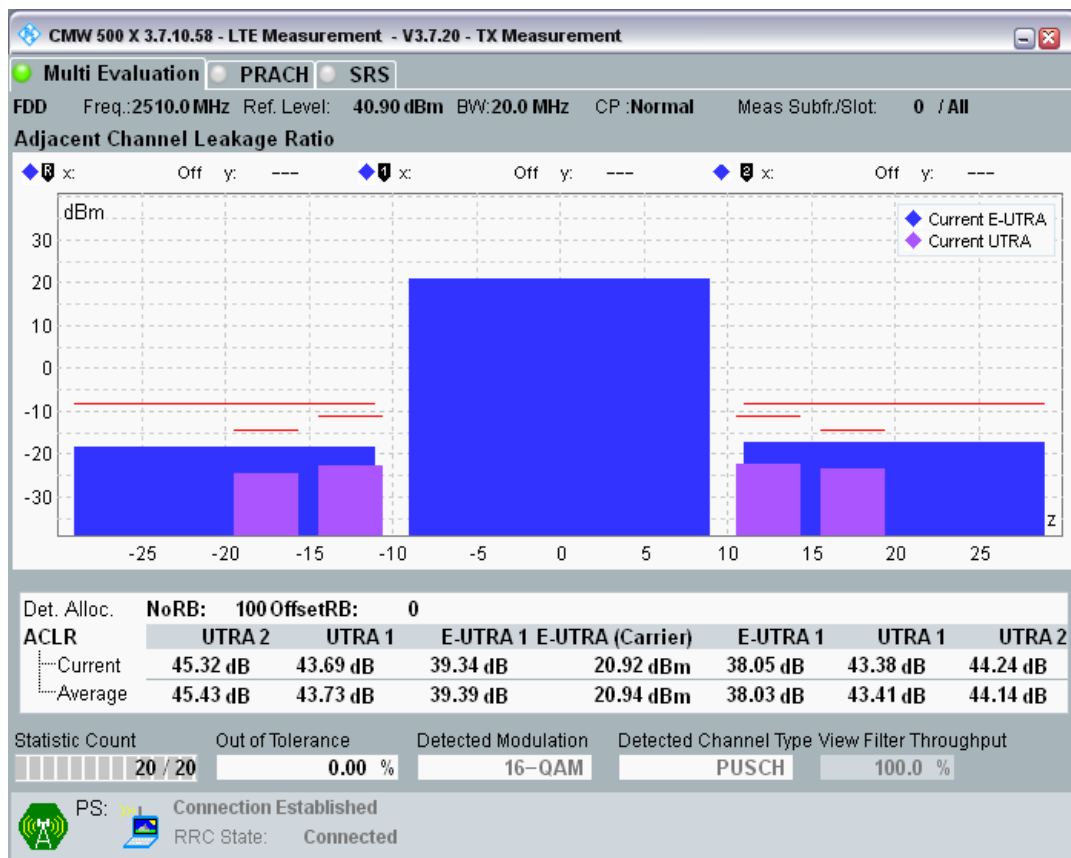 CMW 500 X 3.7.10.58 - LTE Measurement - V3.7.20 - TX Measurement
Multi Evaluation PRACH SRS
FDD Freq.:2510.0 MHz Ref. Level: 40.90 dBm BW:20.0 MHz CP :Normal Meas Subfr./Slot: 0 / All
Adjacent Channel Leakage Ratio
R x: Off y: --- 1 x: Off y: --- 2 x: Off y: ---
dBm
Current E-UTRA
Current UTRA
30
20
10
0
-10
-20
-30
z
-25 -20 -15 -10 -5 0 5 10 15 20 25
Det. Alloc. NoRB: 100 OffsetRB: 0
ACLR UTRA 2 UTRA 1 E-UTRA 1 E-UTRA (Carrier) E-UTRA 1 UTRA 1 UTRA 2
Current 45.32 dB 43.69 dB 39.34 dB 20.92 dBm 38.05 dB 43.38 dB 44.24 dB
Average 45.43 dB 43.73 dB 39.39 dB 20.94 dBm 38.03 dB 43.41 dB 44.14 dB
Statistic Count Out of Tolerance Detected Modulation Detected Channel Type View Filter Throughput
20 / 20 0.00 % 16-QAM PUSCH 100.0 %
PS: Connection Established
RRC State: Connected